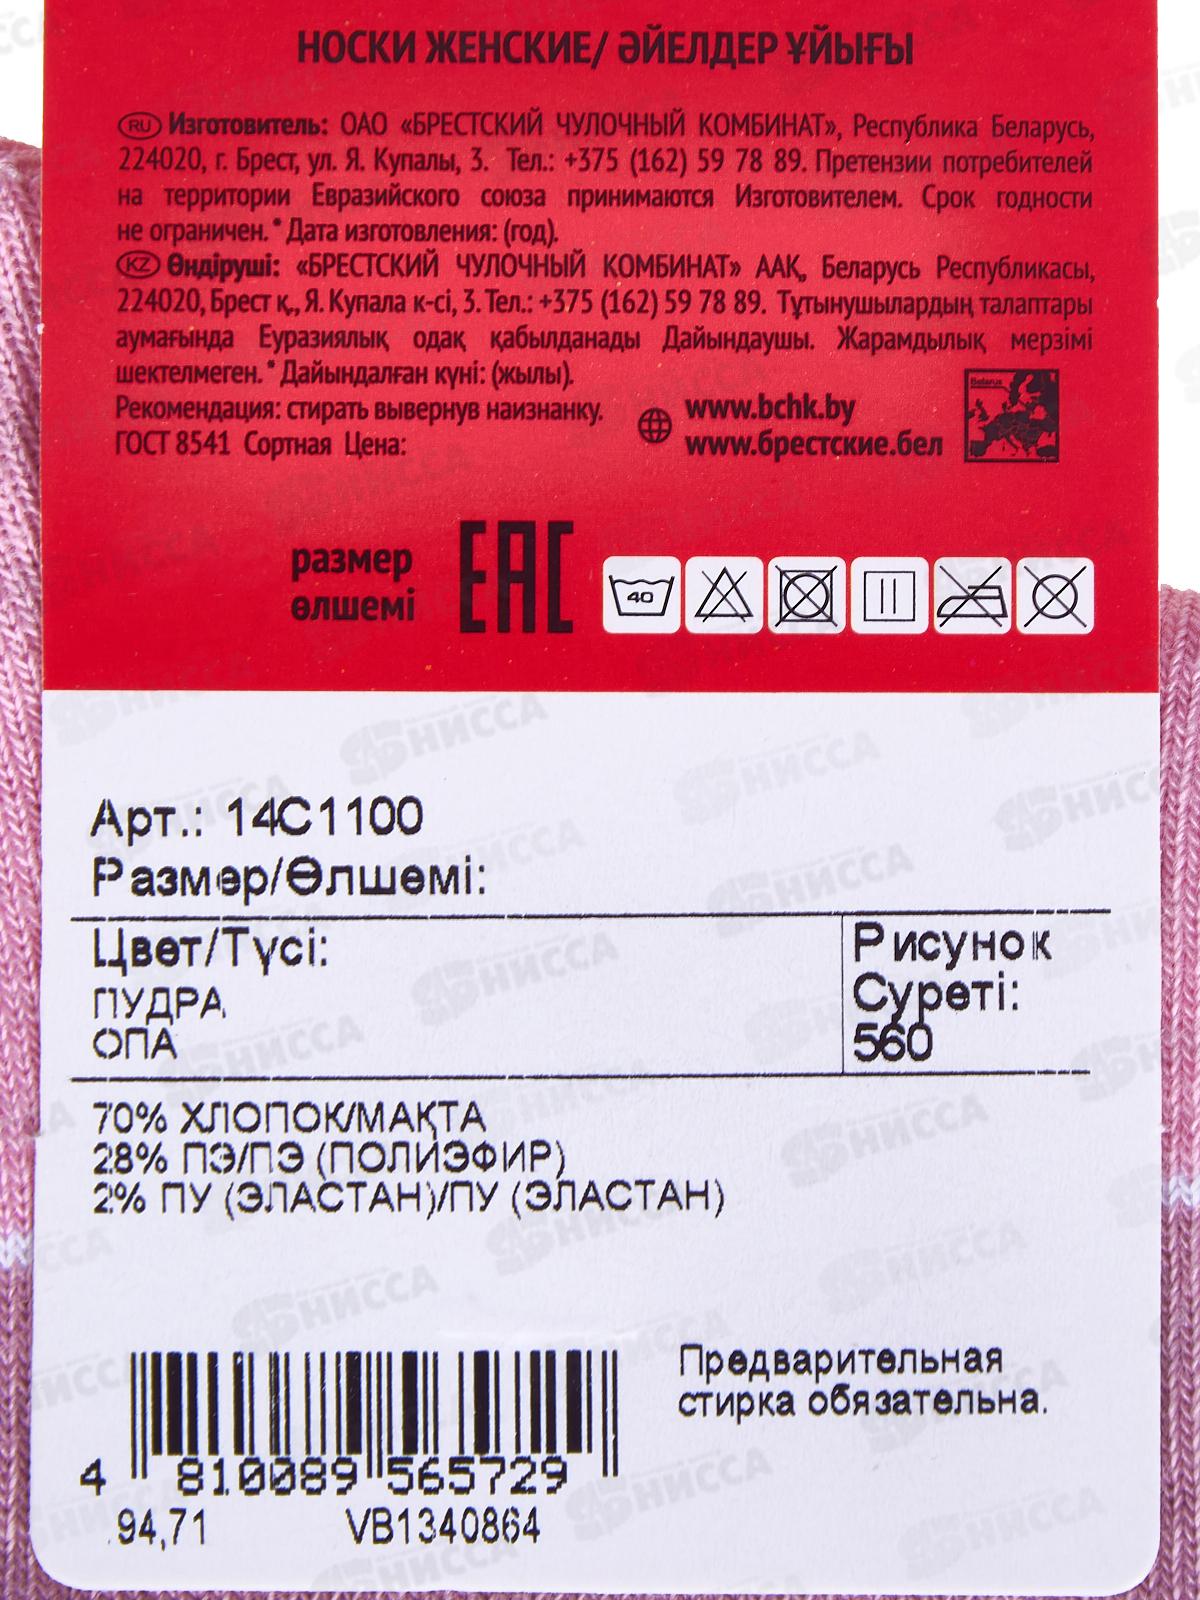 НОСКИ ЖЕНСКИЕ/ ӘЙЕЛДЕР ҰЙЫҒЫ
RU Изготовитель: ОАО «БРЕСТСКИЙ ЧУЛОЧНЫЙ КОМБИНАТ», Республика Беларусь,
224020, г. Брест, ул. Я. Купалы, 3. Тел.: +375 (162) 59 78 89. Претензии потребителей
на территории Евразийского союза принимаются Изготовителем. Срок годности
не ограничен. * Дата изготовления: (год).
KZ Өндіруші: «БРЕСТСКИЙ ЧУЛОЧНЫЙ КОМБИНАТ» ААҚ, Беларусь Республикасы,
224020, Брест қ., Я. Купала к-сі, 3. Тел.: +375 (162) 59 78 89. Тұтынушылардың талаптары
аумағында Еуразиялық одақ қабылданады Дайындаушы. Жарамдылық мерзімі
шектелмеген. * Дайындалған күні: (жылы).
Рекомендация: стирать вывернув наизнанку.
ГОСТ 8541 Сортная Цена:
www.bchk.by
www.брестские.бел
Belarus
размер
өлшемі
EAC
40
Арт.: 14С1100
Размер/Өлшемі:
Цвет/Түсі:
ПУДРА
ОПА
Рисунок
Суреті:
560
70% ХЛОПОК/МАҚТА
28% ПЭ/ПЭ (ПОЛИЭФИР)
2% ПУ (ЭЛАСТАН)/ПУ (ЭЛАСТАН)
Предварительная
стирка обязательна.
4 810089 565729
94,71 VB1340864
НИССА